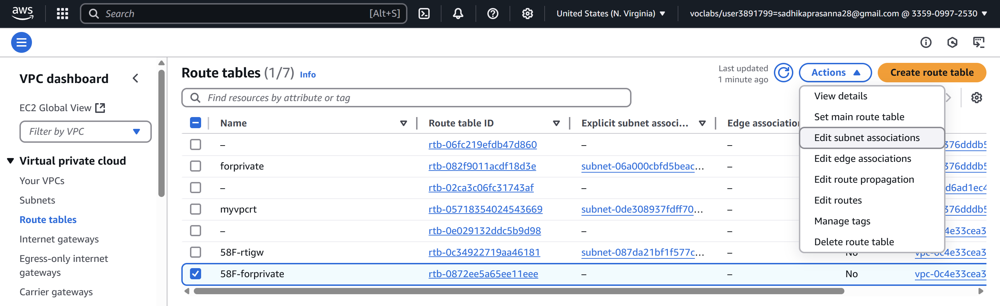 aws
Search [Alt+S]
United States (N. Virginia)
voclabs/user3891799=sadhikaprasanna28@gmail.com @ 3359-0997-2530
VPC dashboard
EC2 Global View
Filter by VPC
Virtual private cloud
Your VPCs
Subnets
Route tables
Internet gateways
Egress-only internet
gateways
Carrier gateways
Route tables (1/7) Info
Last updated
1 minute ago
Actions
Create route table
Find resources by attribute or tag
View details
Set main route table
Edit subnet associations
Edit edge associations
Edit route propagation
Edit routes
Manage tags
Delete route table
Name Route table ID Explicit subnet associ... Edge association
– rtb-06fc219efdb47d860 – – 376dddb5
forprivate rtb-082f9011acdf18d3e subnet-06a000cbfd5beac... – 376dddb5
– rtb-02ca3c06fc31743af – – d6ad1ec4
myvpcrt rtb-05718354024543669 subnet-0de308937fdff70... – 376dddb5
– rtb-0e029132ddc5b9d98 – – 4e33cea3
58F-rtigw rtb-0c34922719aa46181 subnet-087da21bf1f577c... – No vpc-0c4e33cea3
58F-forprivate rtb-0872ee5a65ee11eee – – No vpc-0c4e33cea3